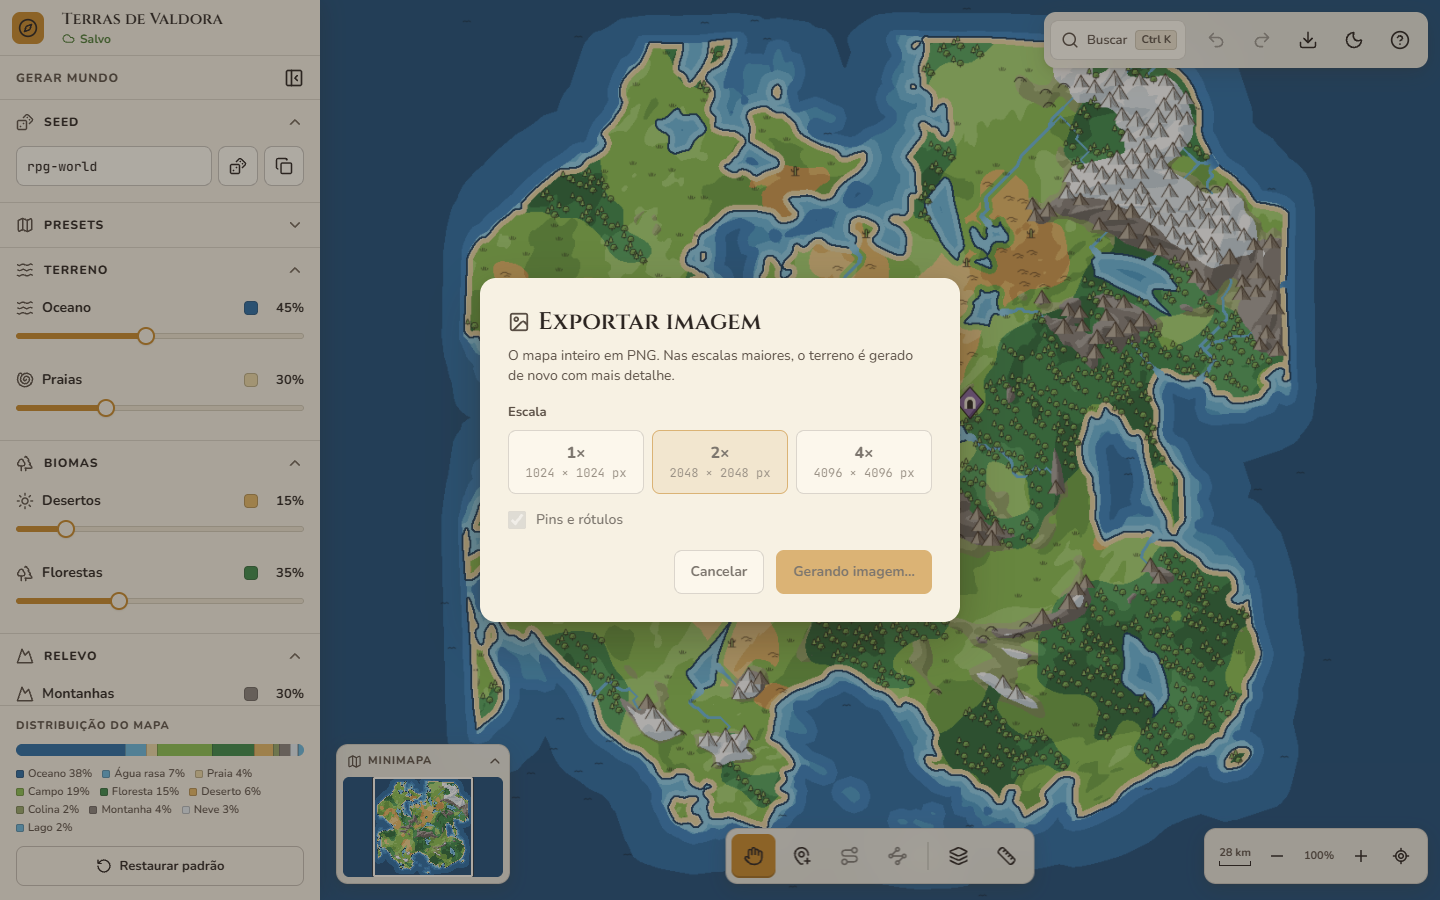 Terras de Valdora
Salvo
GERAR MUNDO
SEED
rpg-world
PRESETS
TERRENO
Oceano 45%
Praias 30%
BIOMAS
Desertos 15%
Florestas 35%
RELEVO
Montanhas 30%
DISTRIBUIÇÃO DO MAPA
Oceano 38% Água rasa 7% Praia 4%
Campo 19% Floresta 15% Deserto 6%
Colina 2% Montanha 4% Neve 3%
Lago 2%
Restaurar padrão
Buscar Ctrl K
Exportar imagem
O mapa inteiro em PNG. Nas escalas maiores, o terreno é gerado
de novo com mais detalhe.
Escala
1× 2× 4×
1024 × 1024 px 2048 × 2048 px 4096 × 4096 px
Pins e rótulos
Cancelar Gerando imagem...
MINIMAPA
28 km 100%